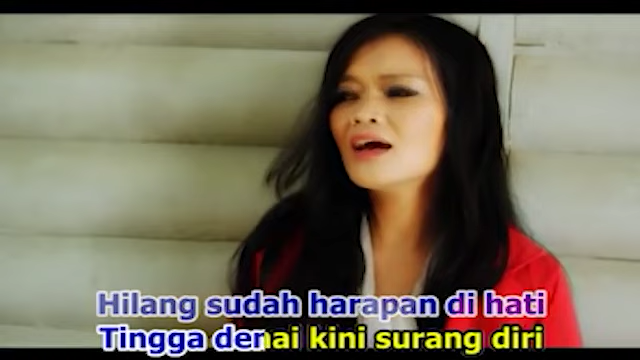 Hilang sudah harapan di hati
Tingga denai kini surang diri